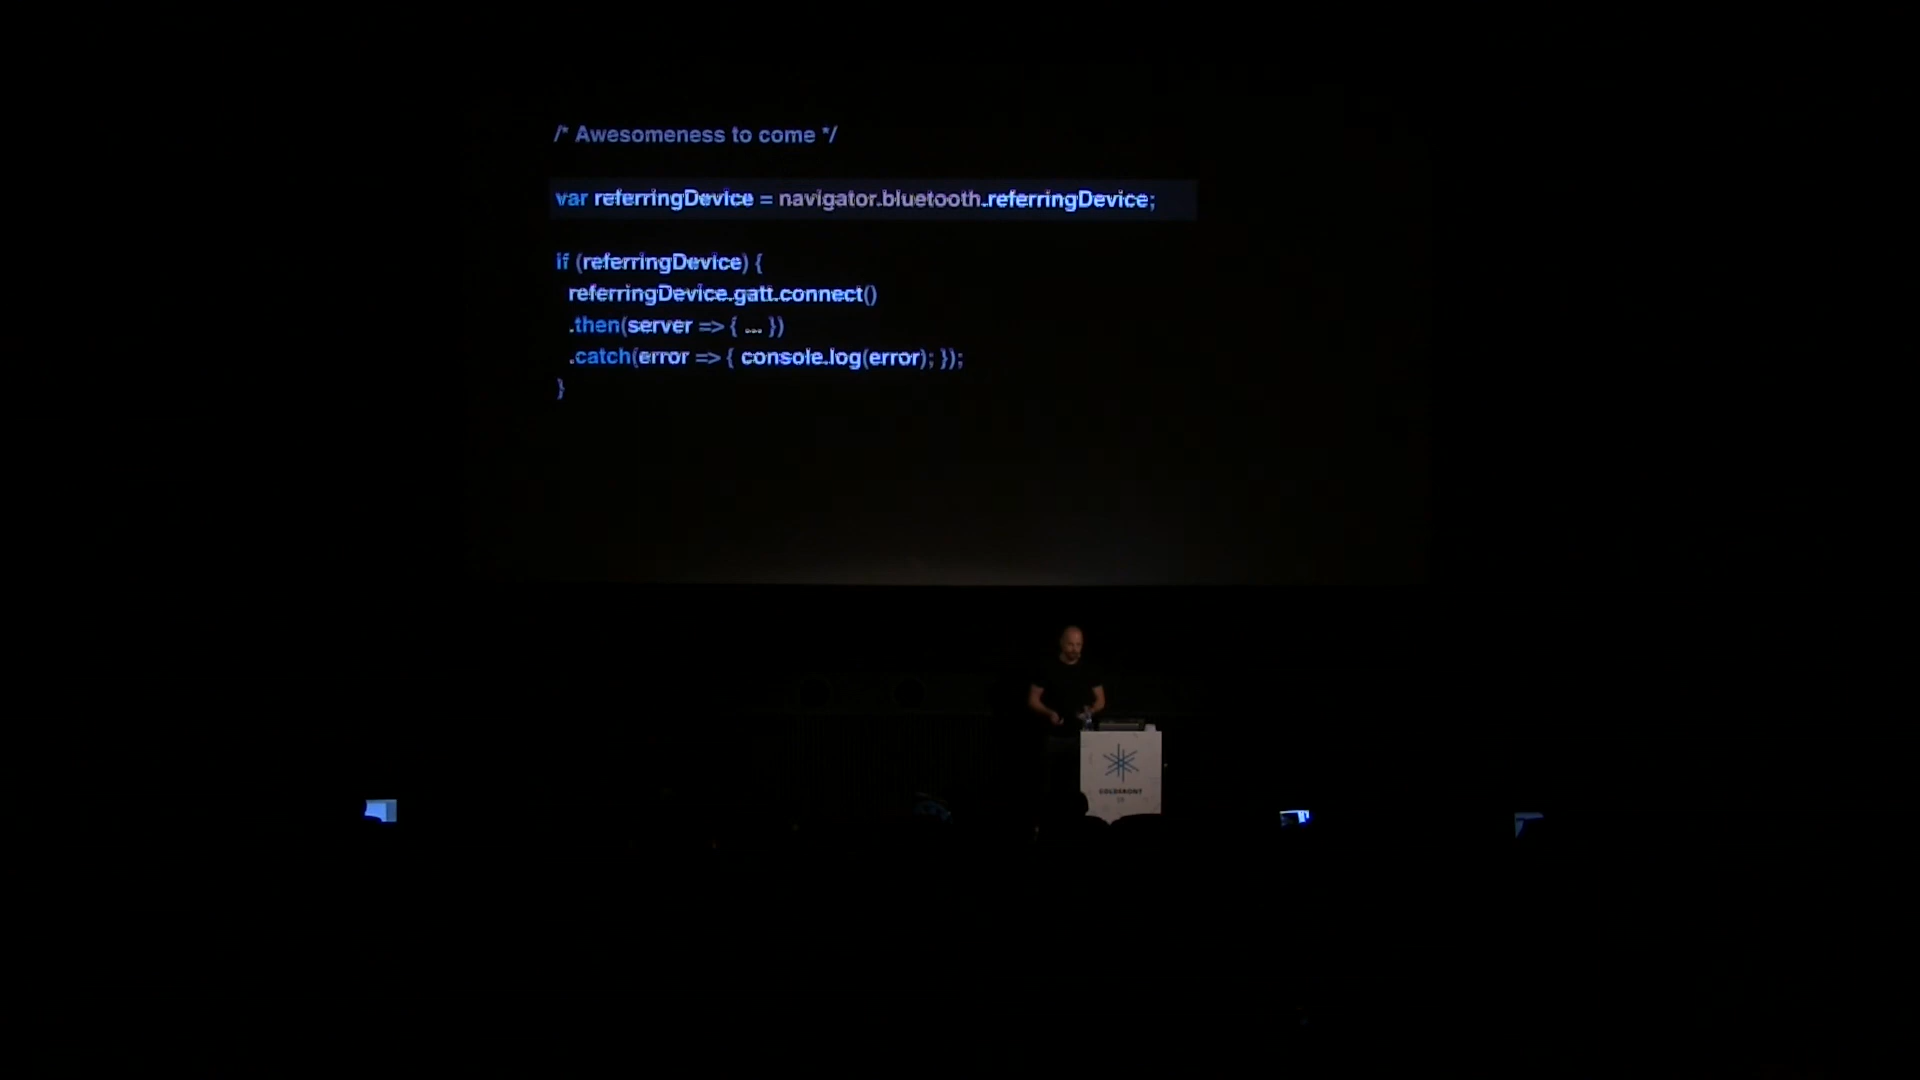 /* Awesomeness to come */
var referringDevice = navigator.bluetooth.referringDevice;
if (referringDevice) {
referringDevice.gatt.connect()
.then(server => { ... })
.catch(error => { console.log(error); });
}
COLDFRONT